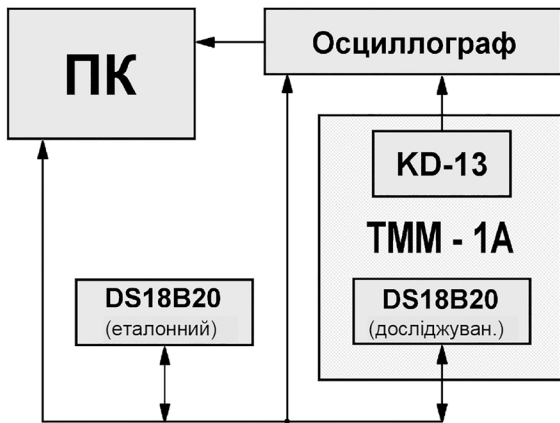 ПК
Осциллограф
KD-13
ТММ - 1А
DS18B20
(еталонний)
DS18B20
(досліджуван.)